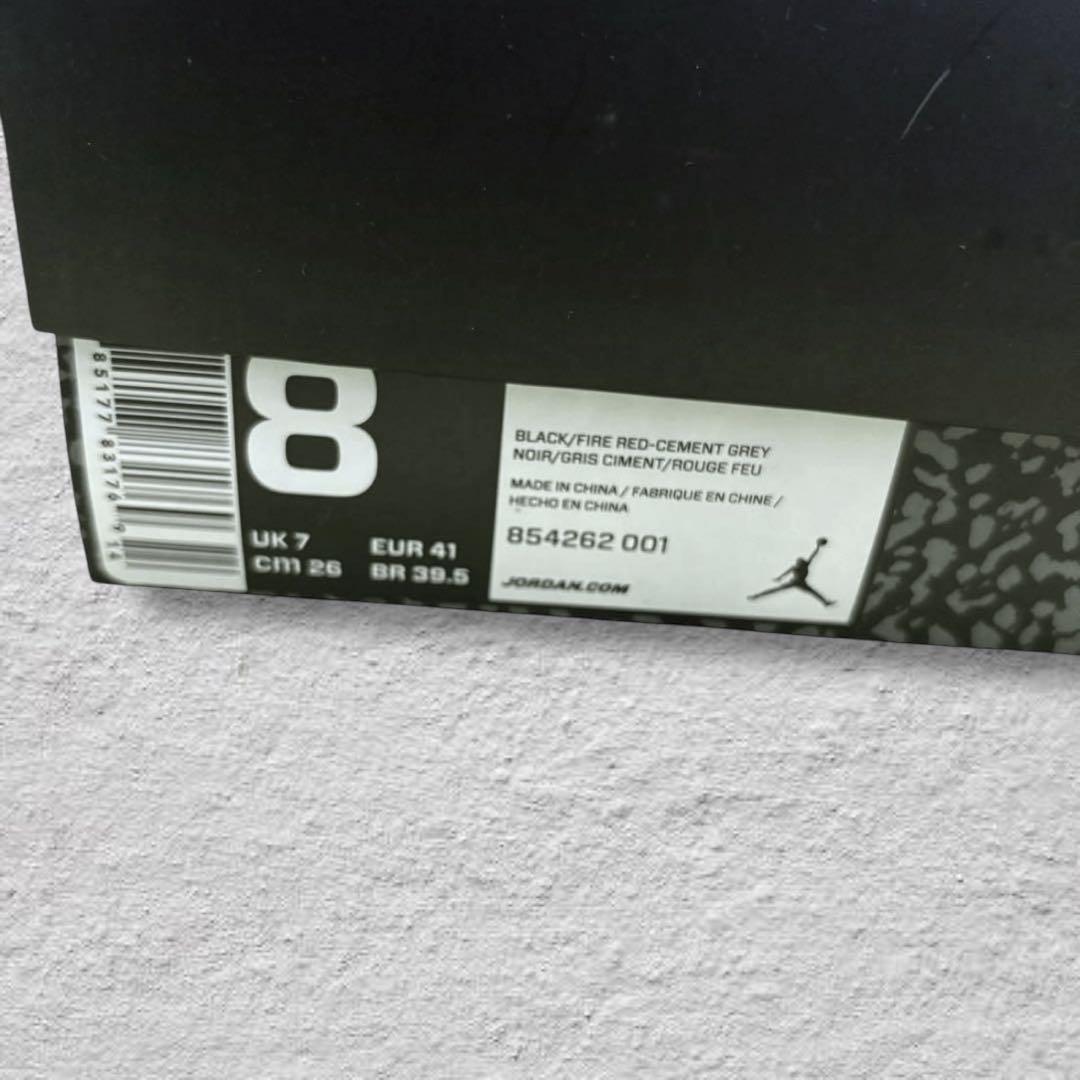 8
UK 7
EUR 41
cm 26
BR 39.5
BLACK/FIRE RED-CEMENT GREY
NOIR/GRIS CIMENT/ROUGE FEU
MADE IN CHINA / FABRIQUE EN CHINE /
HECHO EN CHINA
854262 001
JORDAN.COM